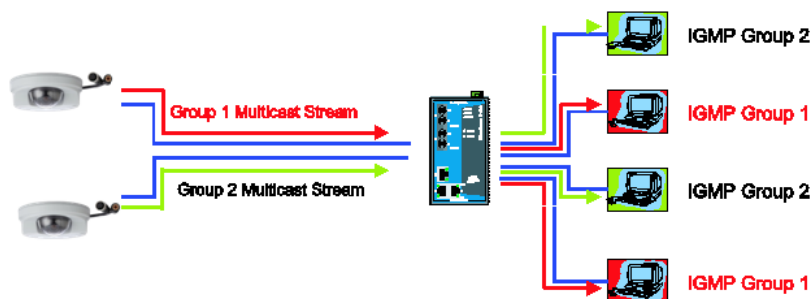 IGMP Group 2
Group 1 Multicast Stream
IGMP Group 1
Group 2 Multicast Stream
IGMP Group 2
IGMP Group 1